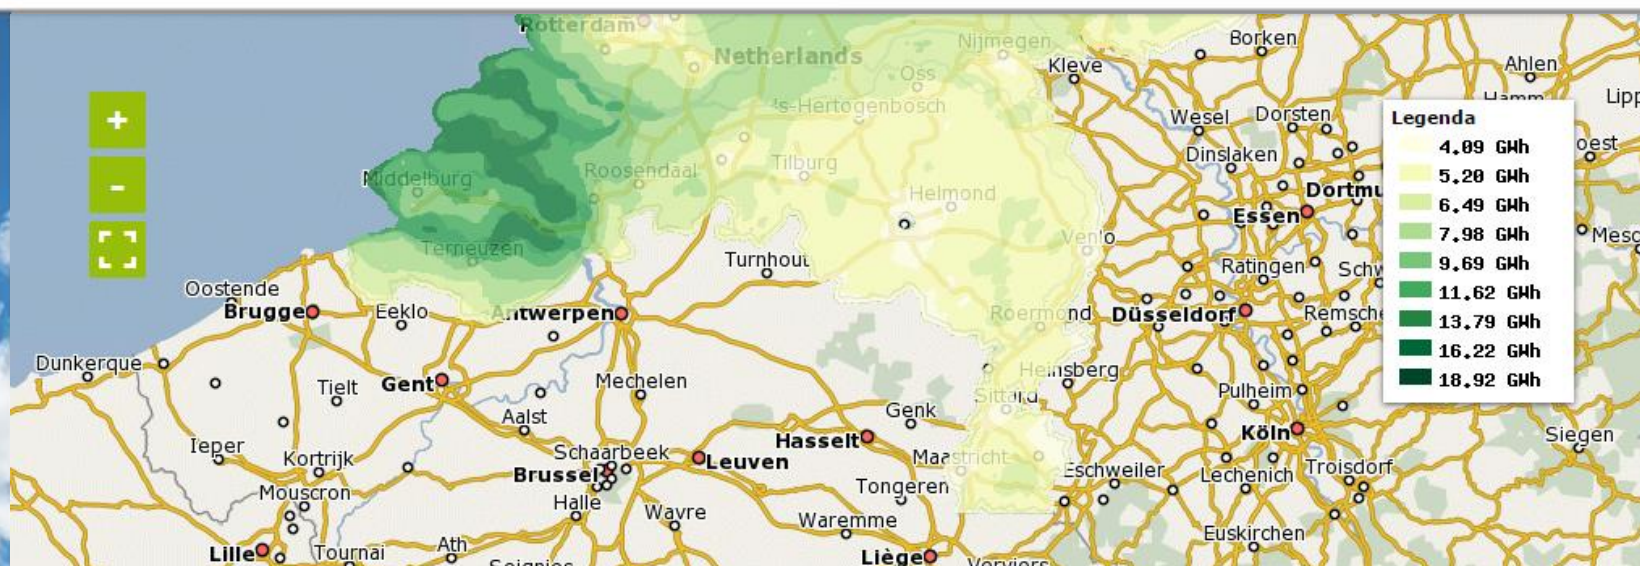 Rotterdam
Netherlands
Nijmegen
Borken
Kleve
Ahlen
Oss
's-Hertogenbosch
Wesel
Dorsten
Hamm
Lipp
+
Legenda
4.09 GWh
5.20 GWh
6.49 GWh
7.98 GWh
9.69 GWh
11.62 GWh
13.79 GWh
16.22 GWh
18.92 GWh
oest
Dinslaken
Tilburg
Roosendaal
Middelburg
-
Helmond
Dortmu
Essen
Venlo
Mesc
Terneuzen
Turnhout
Ratingen
Schw
Oostende
Brugge
Eeklo
Antwerpen
Roermond
Düsseldorf
Remsche
Dunkerque
Tielt
Gent
Mechelen
Heinsberg
Sittard
Pulheim
Aalst
Genk
Hasselt
Köln
Siegen
Ieper
Kortrijk
Schaarbeek
Brussel
Leuven
Maastricht
Eschweiler
Lechenich
Troisdorf
Mouscron
Halle
Tongeren
Wavre
Waremme
Euskirchen
Lille
Tournai
Ath
Soignies
Liège
Verviers